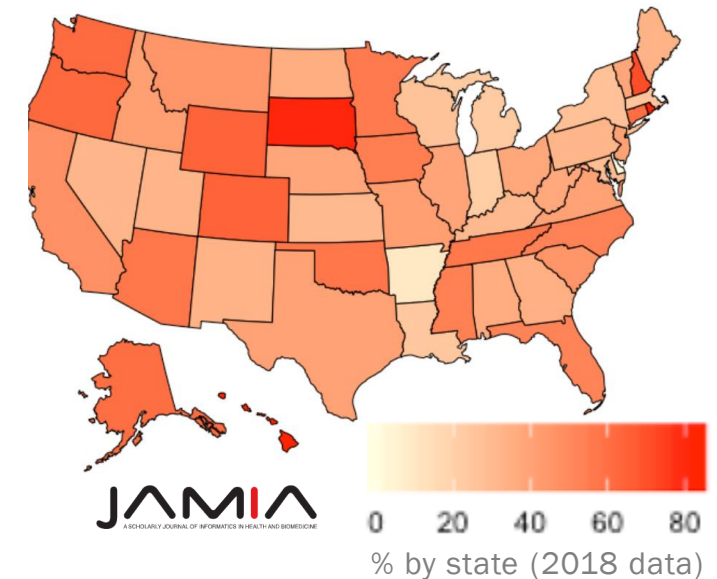 JAMIA
A SCHOLARLY JOURNAL OF INFORMATICS IN HEALTH AND BIOMEDICINE
0 20 40 60 80
% by state (2018 data)